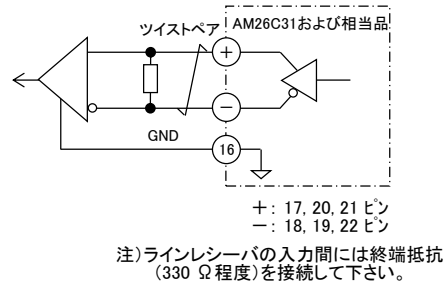 ツイストペア
AM26C31および相当品
+
−
GND
16
+: 17, 20, 21 ピン
−: 18, 19, 22 ピン
注)ラインレシーバの入力間には終端抵抗
(330 Ω程度)を接続して下さい。